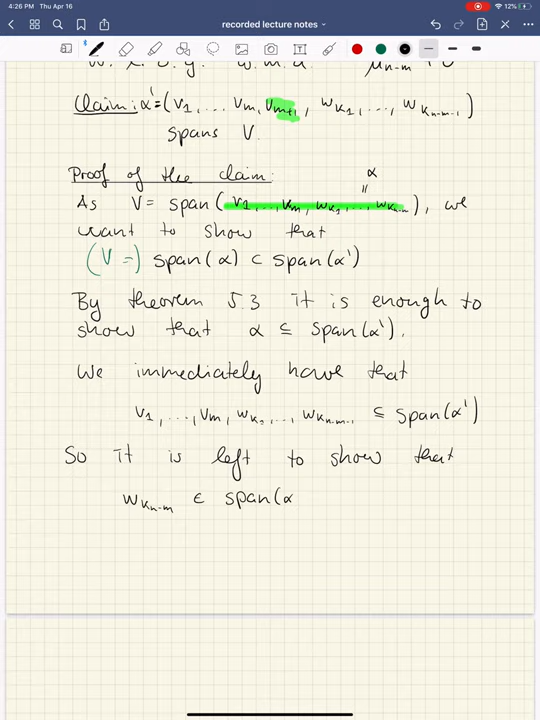 4:26 PM Thu Apr 16
12%
recorded lecture notes
w. l. o. g. w.m.a. μn-m ≠ 0
Claim: α' = (v1, ... vm, vm+1, wk1, ..., wkn-m-1)
spans V.
Proof of the claim:
α
=
As V = span(v1, ..., vm, wk1, ..., wkn-m), we
want to show that
(V =) span(α) ⊂ span(α')
By theorem 5.3 it is enough to
show that α ⊆ span(α').
We immediately have that
v1, ..., vm, wk1, ..., wkn-m-1 ⊆ span(α')
So it is left to show that
wkn-m ∈ span(α